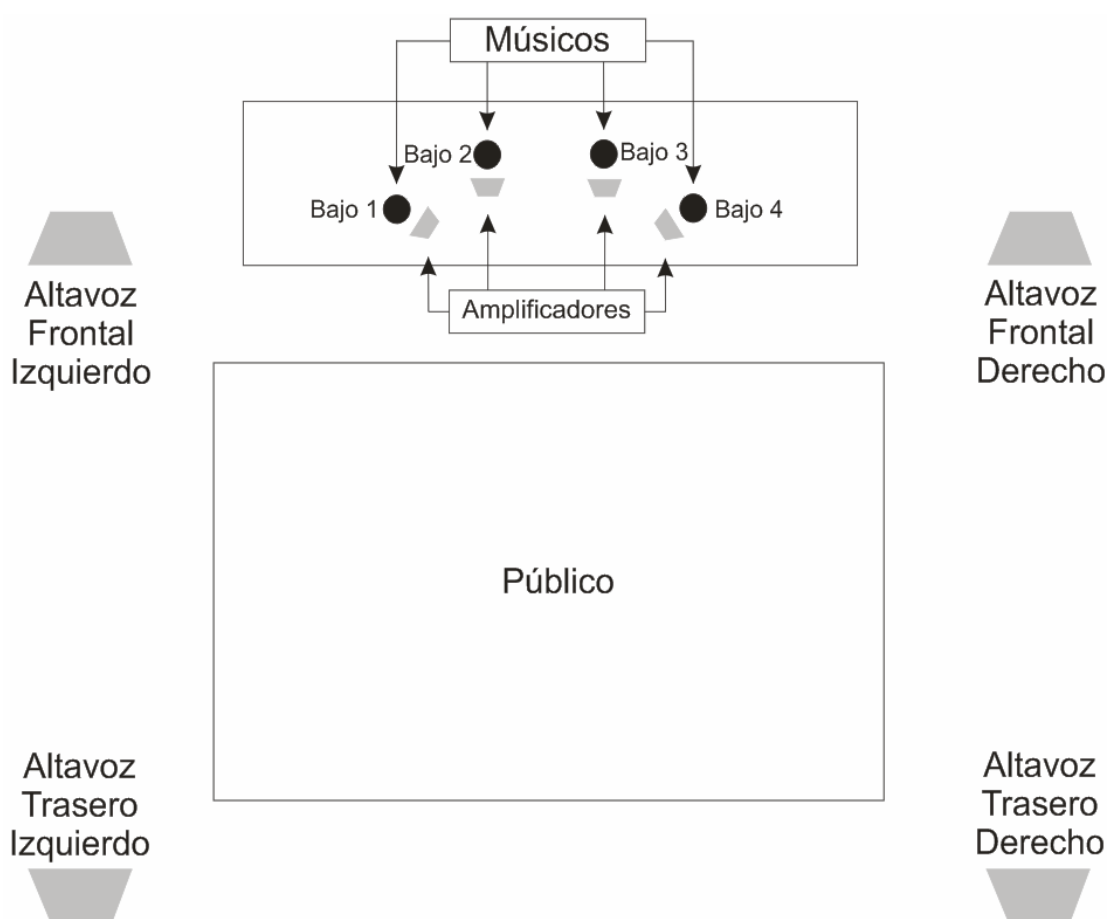 Músicos
Bajo 2
Bajo 3
Bajo 1
Bajo 4
Amplificadores
Altavoz
Frontal
Izquierdo
Altavoz
Frontal
Derecho
Público
Altavoz
Trasero
Izquierdo
Altavoz
Trasero
Derecho